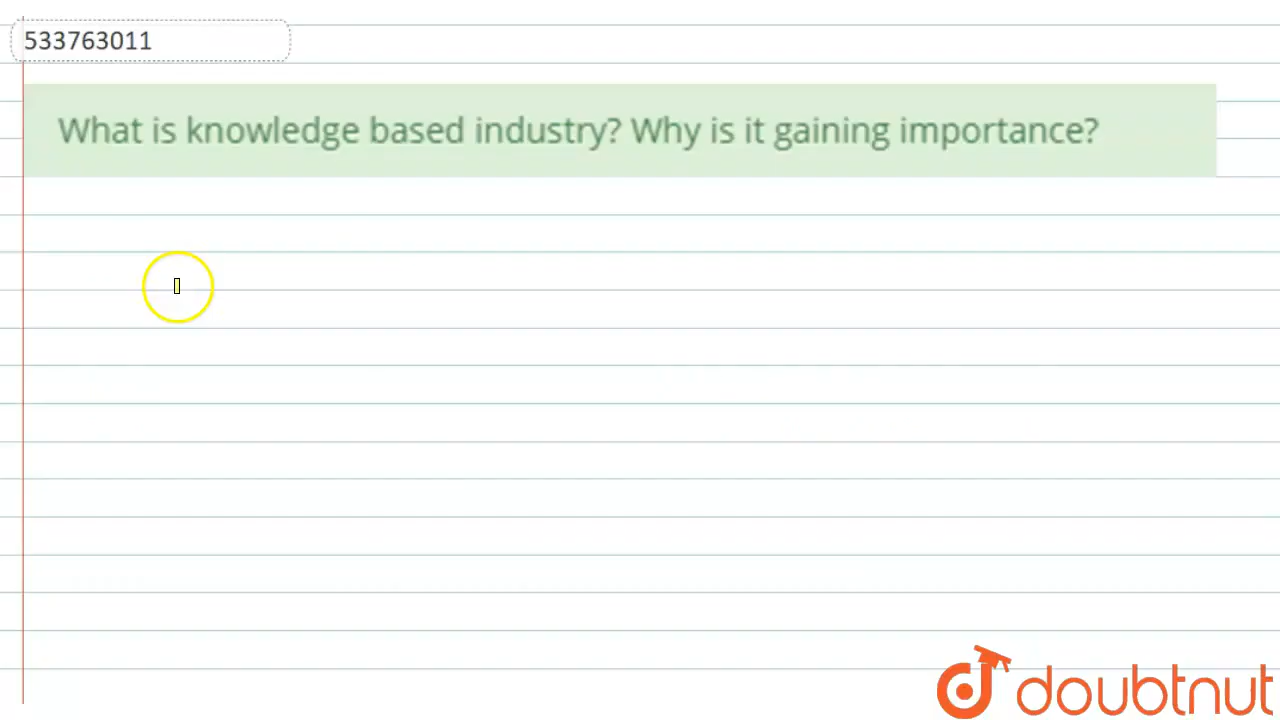 533763011
What is knowledge based industry? Why is it gaining importance?
doubtnut